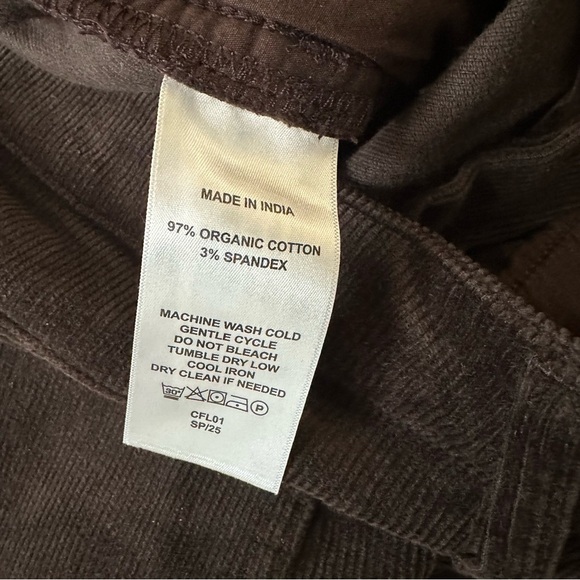 MADE IN INDIA
97% ORGANIC COTTON
3% SPANDEX
MACHINE WASH COLD
GENTLE CYCLE
DO NOT BLEACH
TUMBLE DRY LOW
COOL IRON
DRY CLEAN IF NEEDED
30° P
CFL01
SP/25